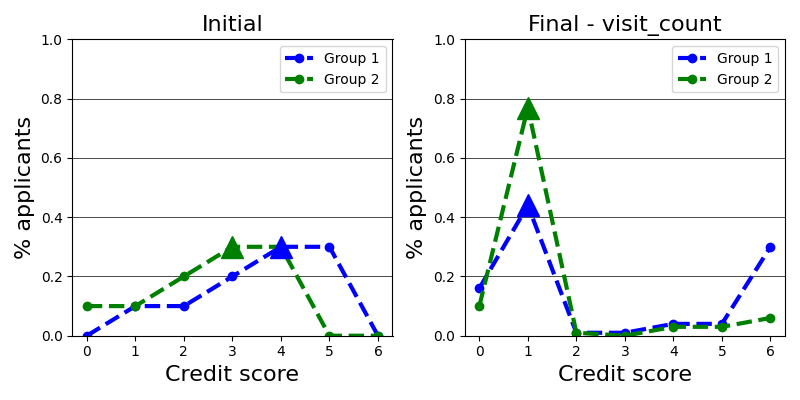 Initial
% applicants
1.0
0.8
0.6
0.4
0.2
0.0
Group 1
Group 2
0 1 2 3 4 5 6
Credit score
Final - visit_count
% applicants
1.0
0.8
0.6
0.4
0.2
0.0
Group 1
Group 2
0 1 2 3 4 5 6
Credit score